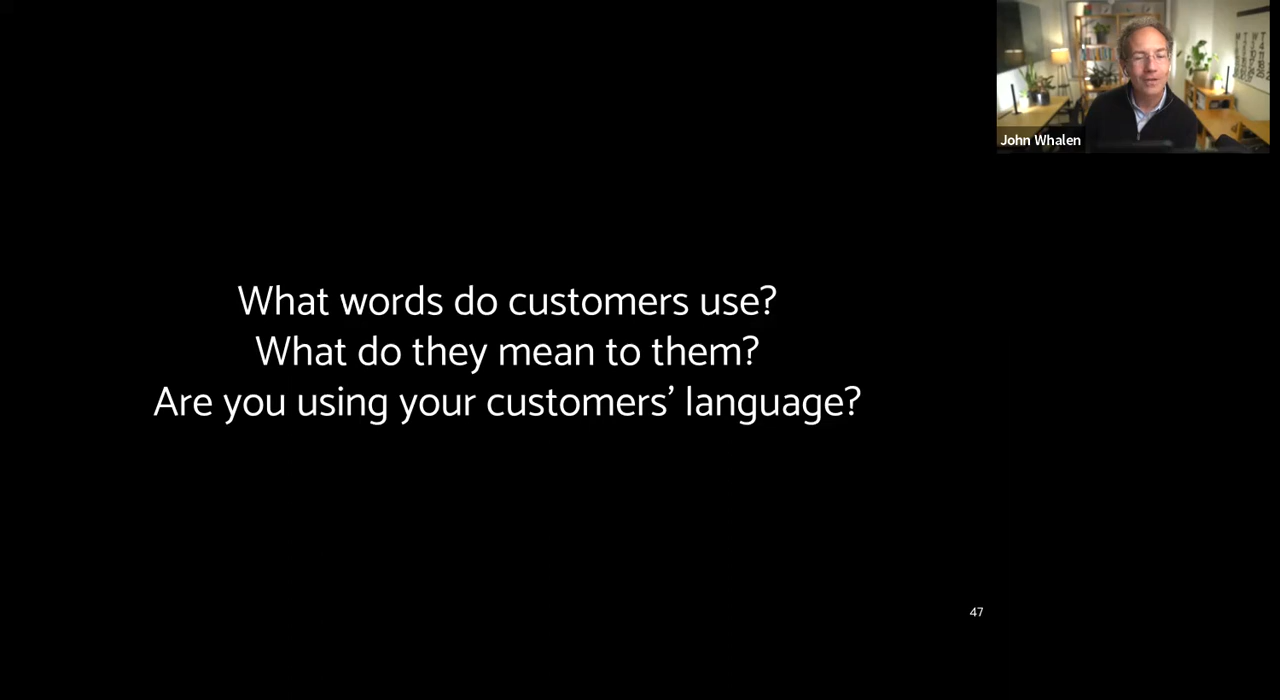 John Whalen
What words do customers use?
What do they mean to them?
Are you using your customers’ language?
47